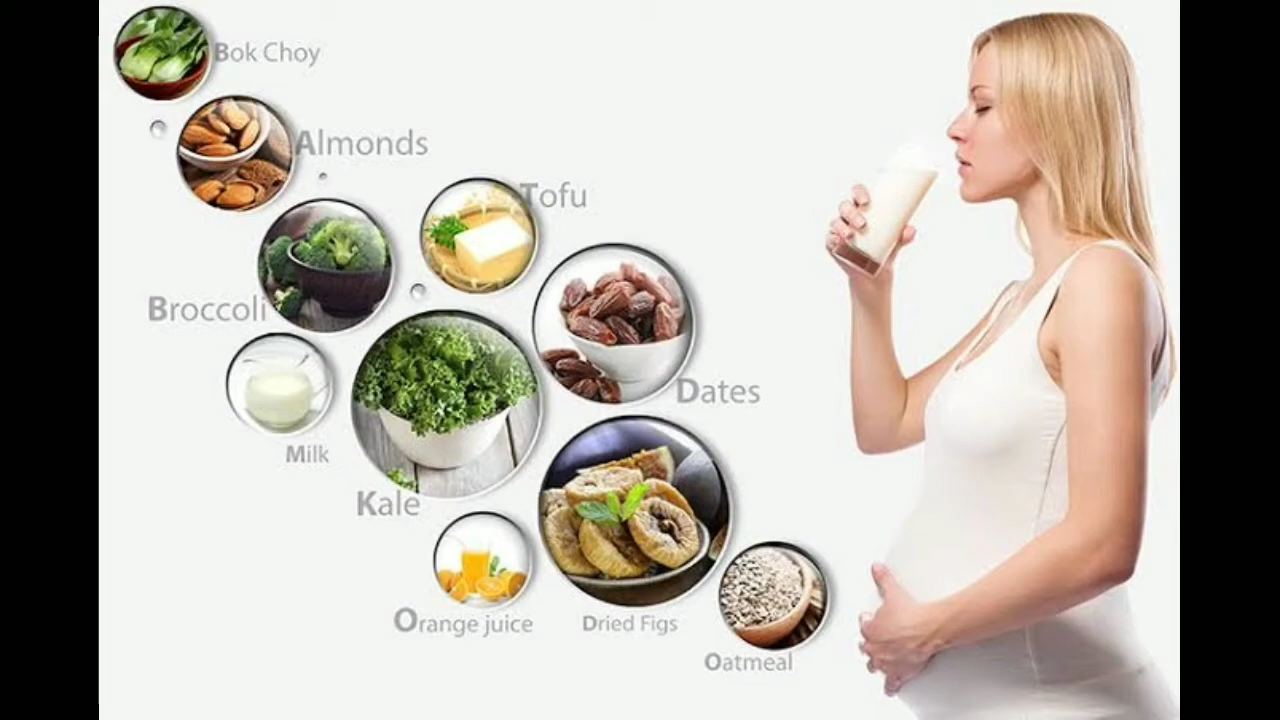 Bok Choy
Almonds
Tofu
Broccoli
Dates
Milk
Kale
Orange juice
Dried Figs
Oatmeal